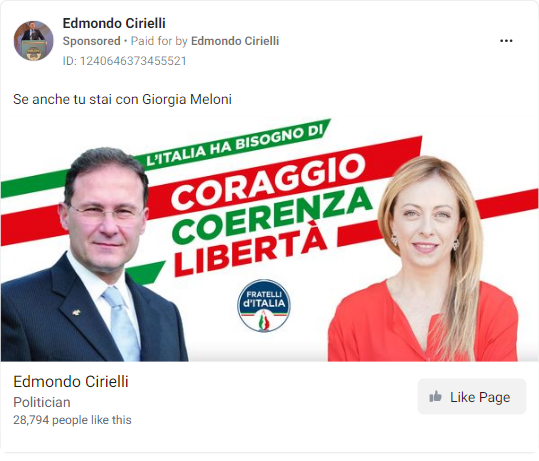 Edmondo Cirielli
Sponsored • Paid for by Edmondo Cirielli
ID: 1240646373455521
Se anche tu stai con Giorgia Meloni
L'ITALIA HA BISOGNO DI
CORAGGIO
COERENZA
LIBERTÀ
FRATELLI
d'ITALIA
Edmondo Cirielli
Politician
28,794 people like this
Like Page